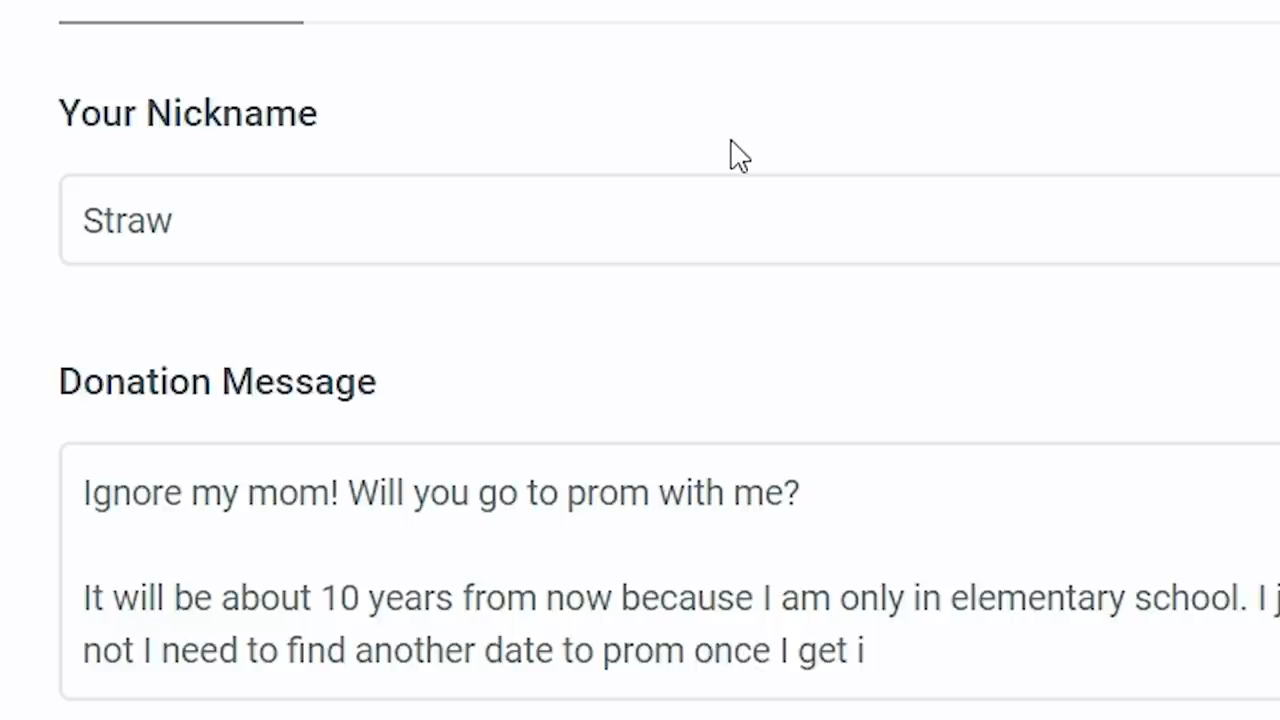 Your Nickname
Straw
Donation Message
Ignore my mom! Will you go to prom with me?
It will be about 10 years from now because I am only in elementary school. I
not I need to find another date to prom once I get i